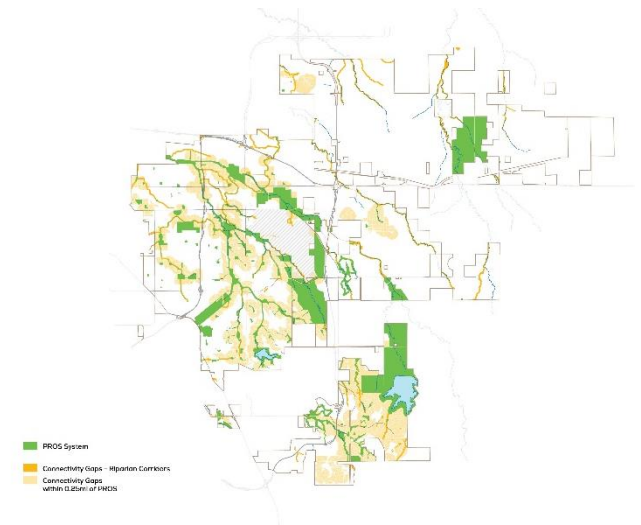 PROS System
Connectivity Gaps - Riparian Corridors
Connectivity Gaps
within 0.25mi of PROS